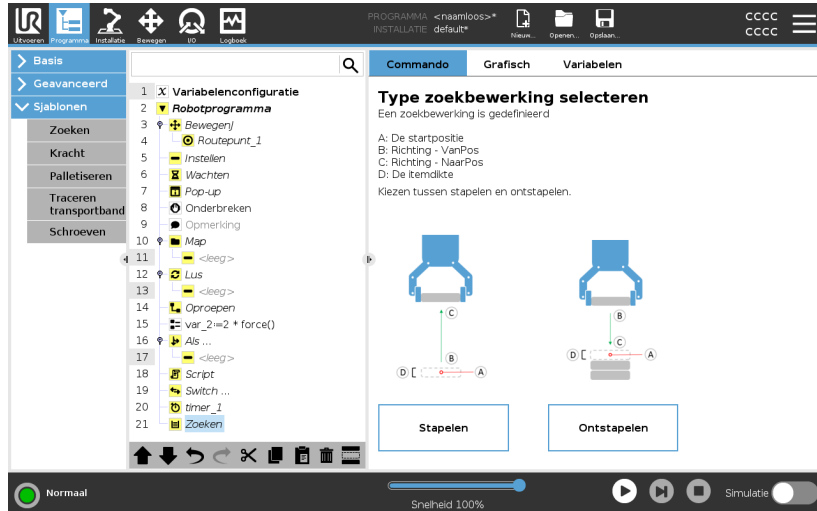 PROGRAMMA <naamloos>*
INSTALLATIE default*
CCCC
CCCC
Uitvoeren Programma Installatie Bewegen I/O Logboek Nieuw... Openen... Opslaan...
Basis
Geavanceerd
Sjablonen
Zoeken
Kracht
Palletiseren
Traceren
transportband
Schroeven
1 X Variabelenconfiguratie
2 Robotprogramma
3 BewegenJ
4 Routepunt_1
5 Instellen
6 Wachten
7 Pop-up
8 Onderbreken
9 Opmerking
10 Map
11 <leeg>
12 Lus
13 <leeg>
14 Oproepen
15 var_2:=2 * force()
16 Als ...
17 <leeg>
18 Script
19 Switch ...
20 timer_1
21 Zoeken
Commando Grafisch Variabelen
Type zoekbewerking selecteren
Een zoekbewerking is gedefinieerd
A: De startpositie
B: Richting - VanPos
C: Richting - NaarPos
D: De itemdikte
Kiezen tussen stapelen en ontstapelen.
C
B
D A
B
C
D A
Stapelen Ontstapelen
Normaal
Snelheid 100%
Simulatie